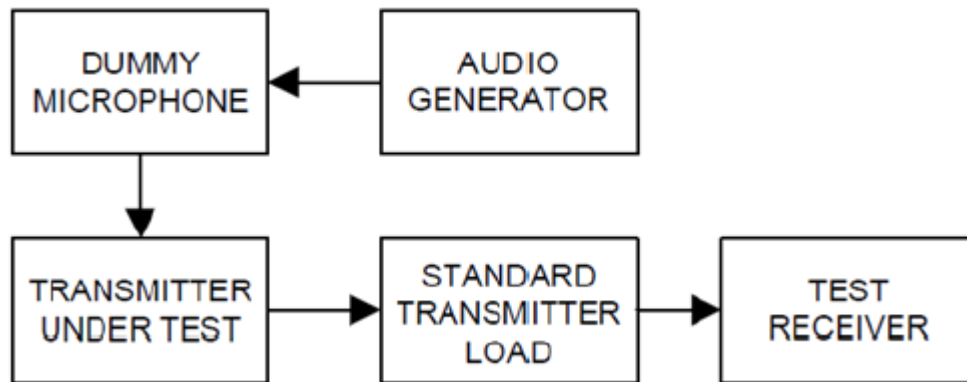 DUMMY
MICROPHONE
AUDIO
GENERATOR
TRANSMITTER
UNDER TEST
STANDARD
TRANSMITTER
LOAD
TEST
RECEIVER